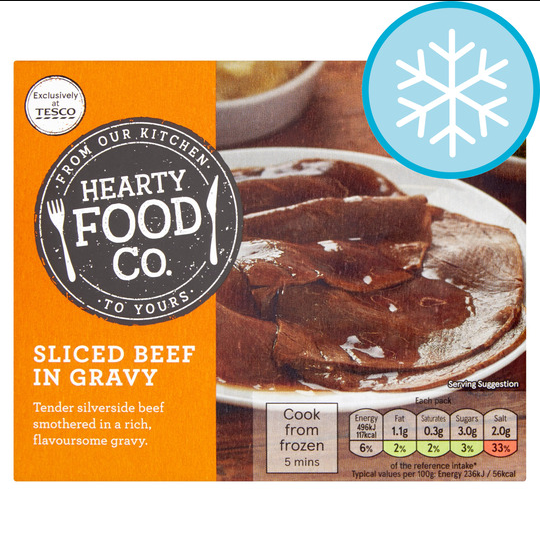 Exclusively
at
TESCO
· FROM OUR KITCHEN ·
HEARTY
FOOD
CO.
· TO YOURS ·
SLICED BEEF
IN GRAVY
Tender silverside beef
smothered in a rich,
flavoursome gravy.
Serving Suggestion
Cook
from
frozen
5 mins
Each pack
Energy Fat Saturates Sugars Salt
496kJ
117kcal 1.1g 0.3g 3.0g 2.0g
6% 2% 2% 3% 33%
of the reference intake*
Typical values per 100g: Energy 236kJ / 56kcal